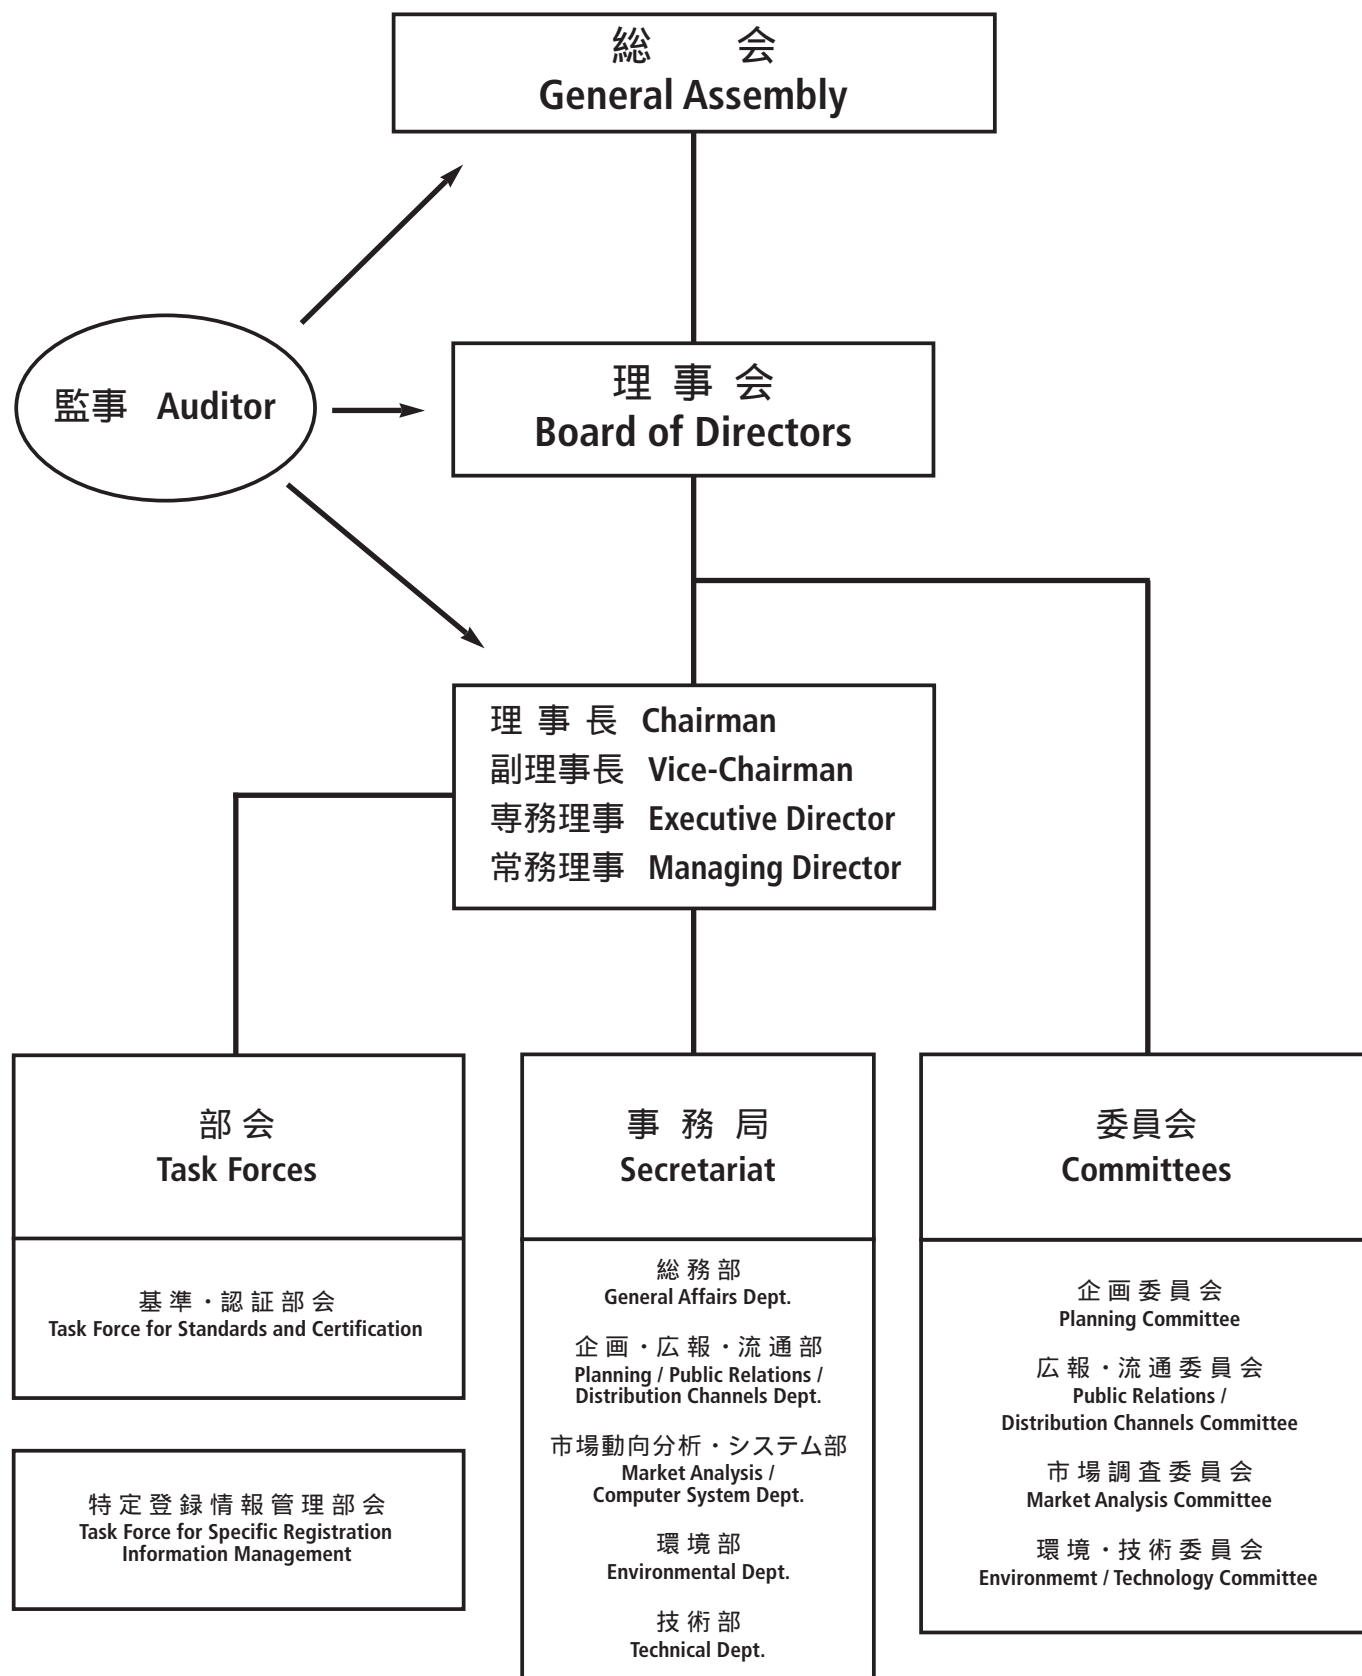 総 会
General Assembly
監事 Auditor
理事会
Board of Directors
理事長 Chairman
副理事長 Vice-Chairman
専務理事 Executive Director
常務理事 Managing Director
部会
Task Forces
基準・認証部会
Task Force for Standards and Certification
特定登録情報管理部会
Task Force for Specific Registration
Information Management
事務局
Secretariat
総務部
General Affairs Dept.
企画・広報・流通部
Planning / Public Relations /
Distribution Channels Dept.
市場動向分析・システム部
Market Analysis /
Computer System Dept.
環境部
Environmental Dept.
技術部
Technical Dept.
委員会
Committees
企画委員会
Planning Committee
広報・流通委員会
Public Relations /
Distribution Channels Committee
市場調査委員会
Market Analysis Committee
環境・技術委員会
Environmemt / Technology Committee